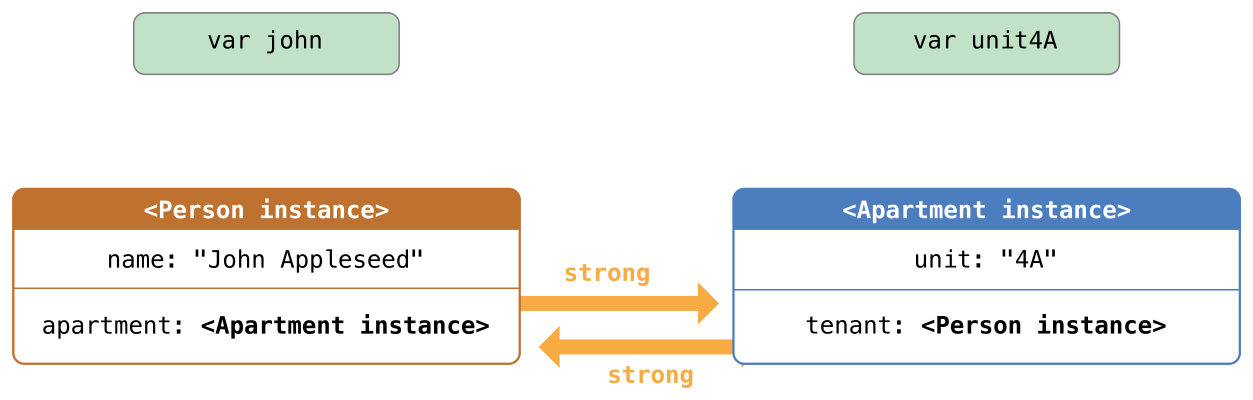 var john
var unit4A
<Person instance>
name: "John Appleseed"
apartment: <Apartment instance>
strong
strong
<Apartment instance>
unit: "4A"
tenant: <Person instance>